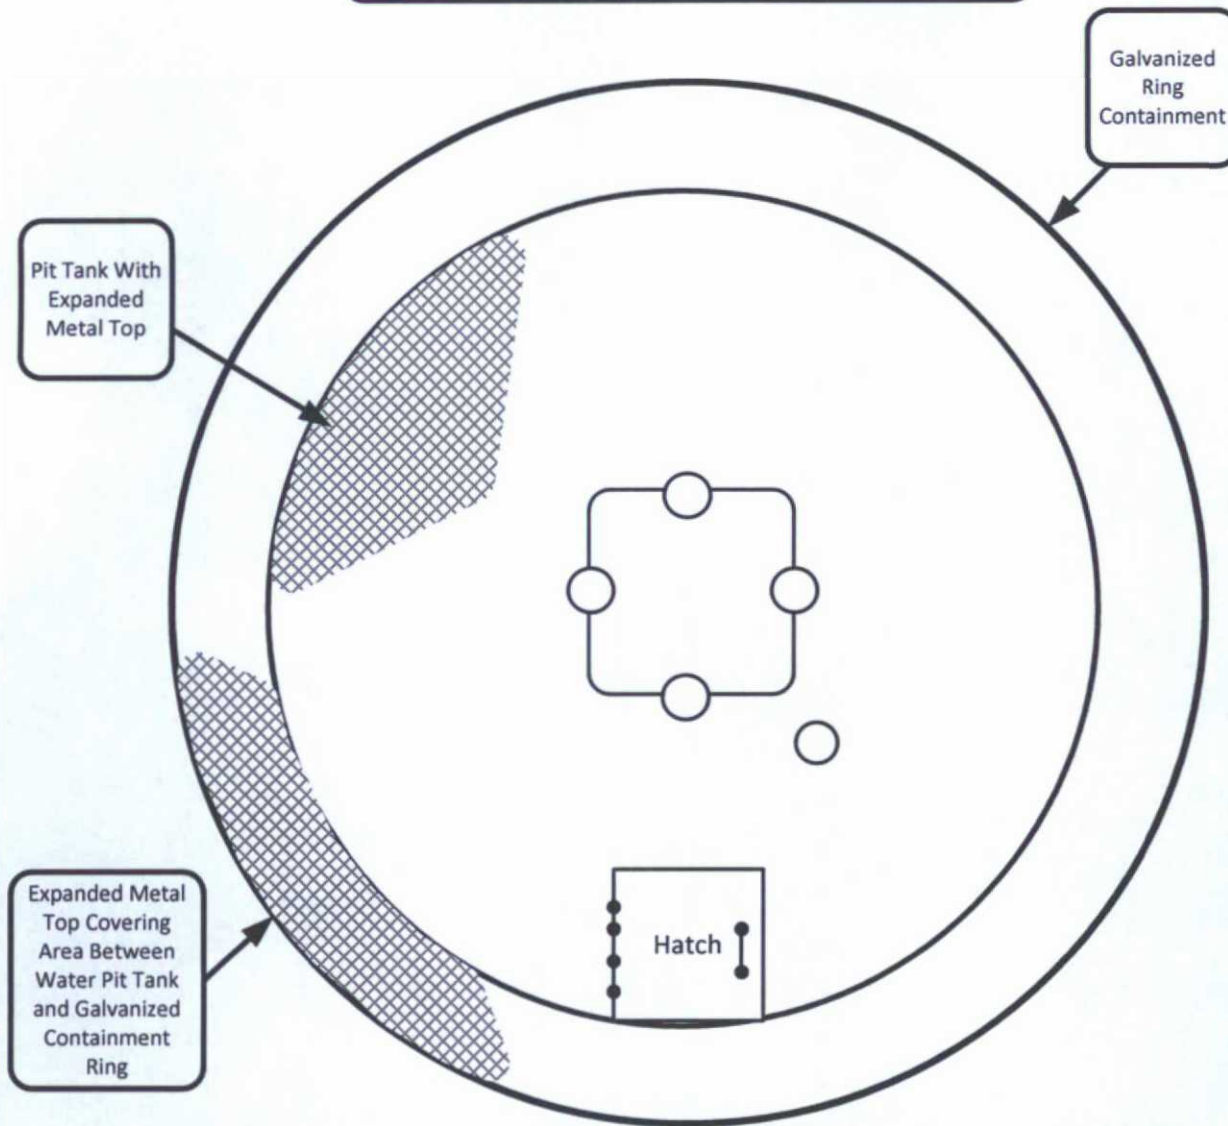 Galvanized
Ring
Containment
Pit Tank With
Expanded
Metal Top
Expanded Metal
Top Covering
Area Between
Water Pit Tank
and Galvanized
Containment
Ring
Hatch